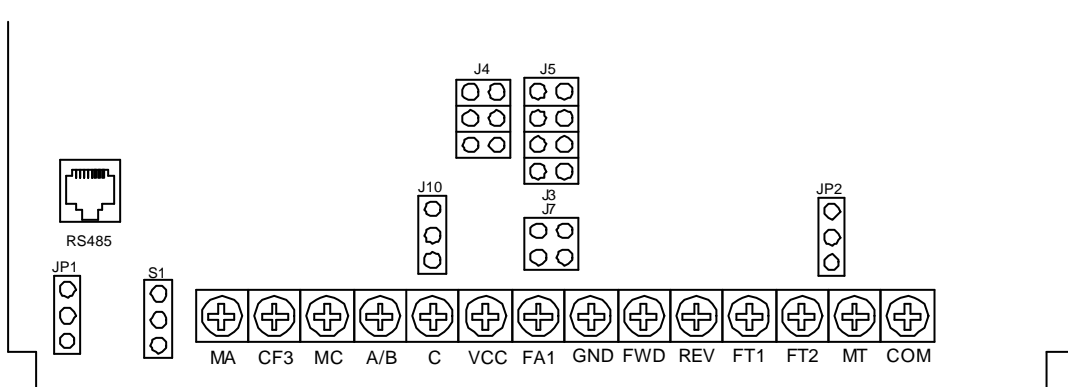 J4 J5
J10 J3 JP2
J7
RS485
JP1 S1
MA CF3 MC A/B C VCC FA1 GND FWD REV FT1 FT2 MT COM